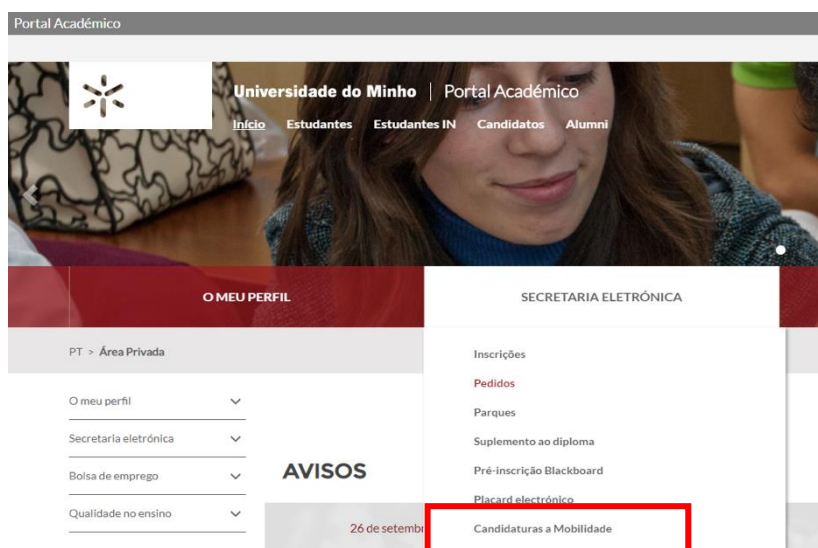 Portal Académico
Universidade do Minho | Portal Académico
Início Estudantes Estudantes IN Candidatos Alumni
O MEU PERFIL
SECRETARIA ELETRÓNICA
PT > Área Privada
Inscrições
Pedidos
Parques
Suplemento ao diploma
Pré-inscrição Blackboard
Placard electrónico
Candidaturas a Mobilidade
O meu perfil
Secretaria eletrónica
Bolsa de emprego
Qualidade no ensino
AVISOS
26 de setemb